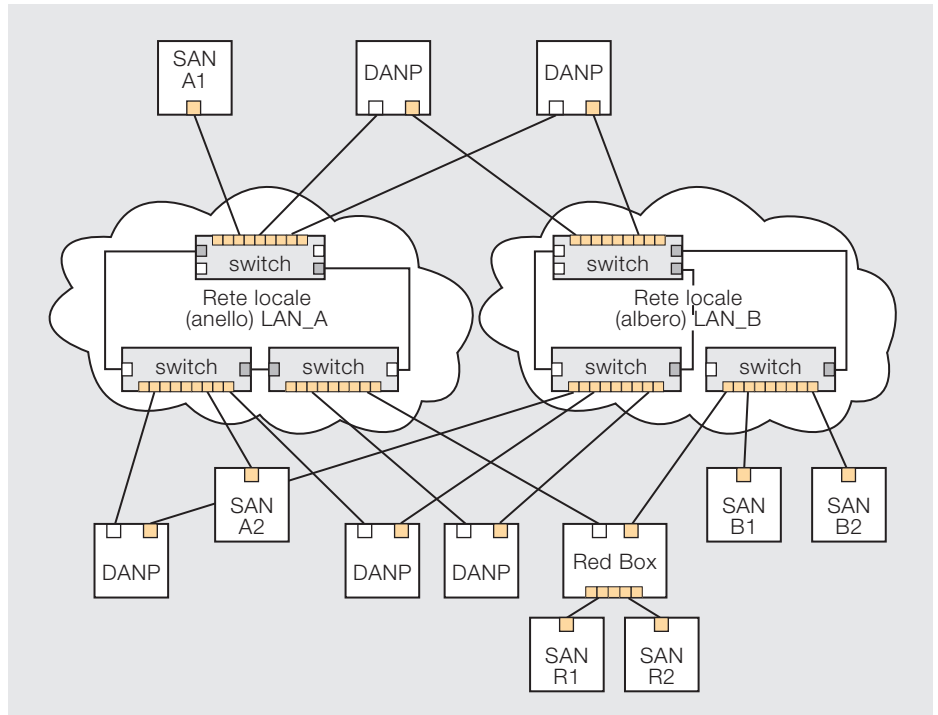 SAN
A1
DANP
DANP
switch
Rete locale
(anello) LAN_A
switch
switch
switch
Rete locale
(albero) LAN_B
switch
switch
SAN
A2
SAN
B1
SAN
B2
DANP
DANP
DANP
Red Box
SAN
R1
SAN
R2